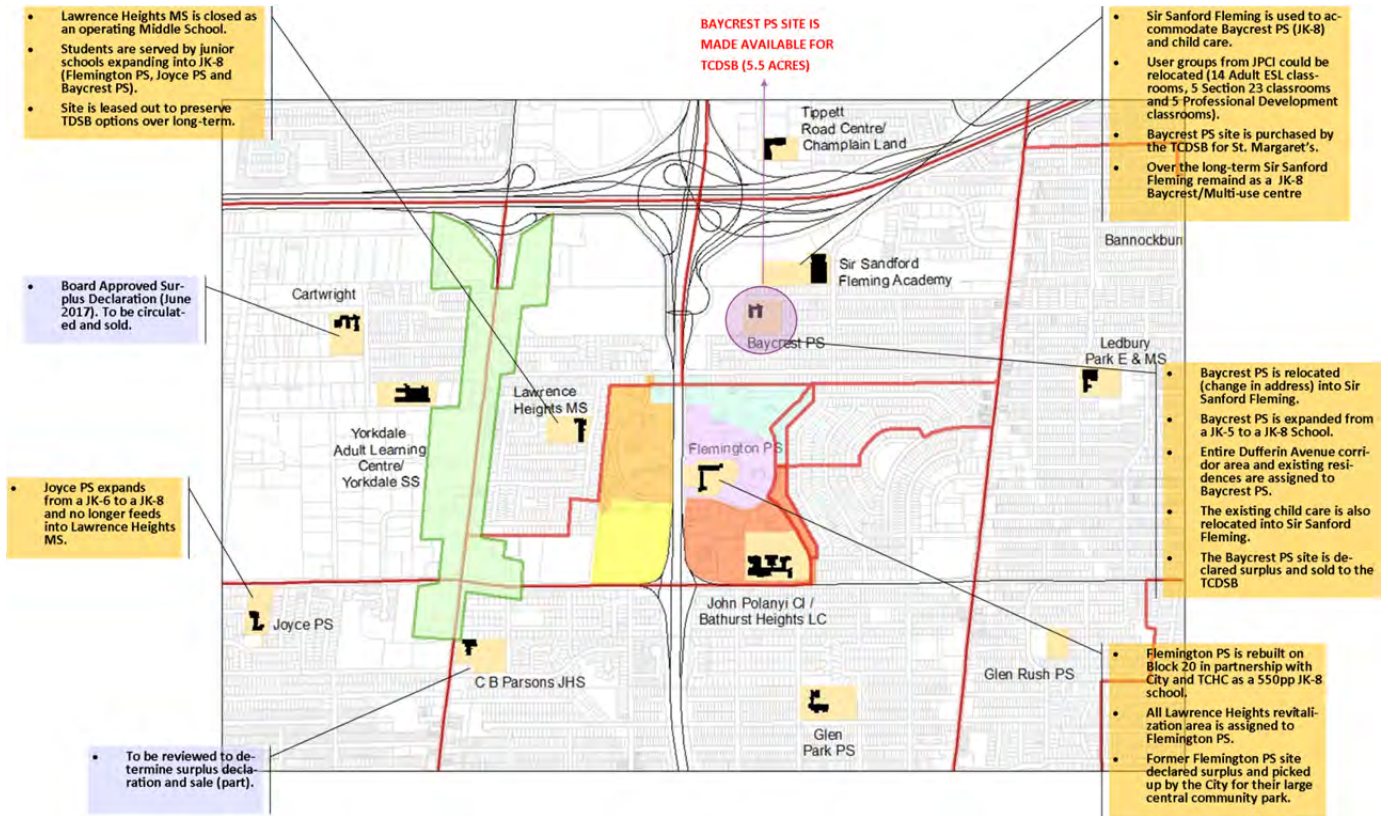 • Lawrence Heights MS is closed as
an operating Middle School.
• Students are served by junior
schools expanding into JK-8
(Flemington PS, Joyce PS and
Baycrest PS).
• Site is leased out to preserve
TDSB options over long-term.
BAYCREST PS SITE IS
MADE AVAILABLE FOR
TCDSB (5.5 ACRES)
• Sir Sanford Fleming is used to ac-
commodate Baycrest PS (JK-8)
and child care.
• User groups from JPCI could be
relocated (14 Adult ESL class-
rooms, 5 Section 23 classrooms
and 5 Professional Development
classrooms).
• Baycrest PS site is purchased by
the TCDSB for St. Margaret's.
• Over the long-term Sir Sanford
Fleming remaind as a JK-8
Baycrest/Multi-use centre
Tippett
Road Centre/
Champlain Land
Bannockbun
Sir Sandford
Fleming Academy
• Board Approved Sur-
plus Declaration (June
2017). To be circulat-
ed and sold.
Cartwright
Baycrest PS
Ledbury
Park E & MS
Lawrence
Heights MS
• Baycrest PS is relocated
(change in address) into Sir
Sanford Fleming.
• Baycrest PS is expanded from
a JK-5 to a JK-8 School.
• Entire Dufferin Avenue corri-
dor area and existing resi-
dences are assigned to
Baycrest PS.
• The existing child care is also
relocated into Sir Sanford
Fleming.
• The Baycrest PS site is de-
clared surplus and sold to the
TCDSB
Yorkdale
Adult Learning
Centre/
Yorkdale SS
Flemington PS
• Joyce PS expands
from a JK-6 to a JK-8
and no longer feeds
into Lawrence Heights
MS.
Joyce PS
John Polanyi CI /
Bathurst Heights LC
C B Parsons JHS
Glen Rush PS
Glen
Park PS
• Flemington PS is rebuilt on
Block 20 in partnership with
City and TCHC as a 550pp JK-8
school.
• All Lawrence Heights revitali-
zation area is assigned to
Flemington PS.
• Former Flemington PS site
declared surplus and picked
up by the City for their large
central community park.
• To be reviewed to de-
termine surplus decla-
ration and sale (part).